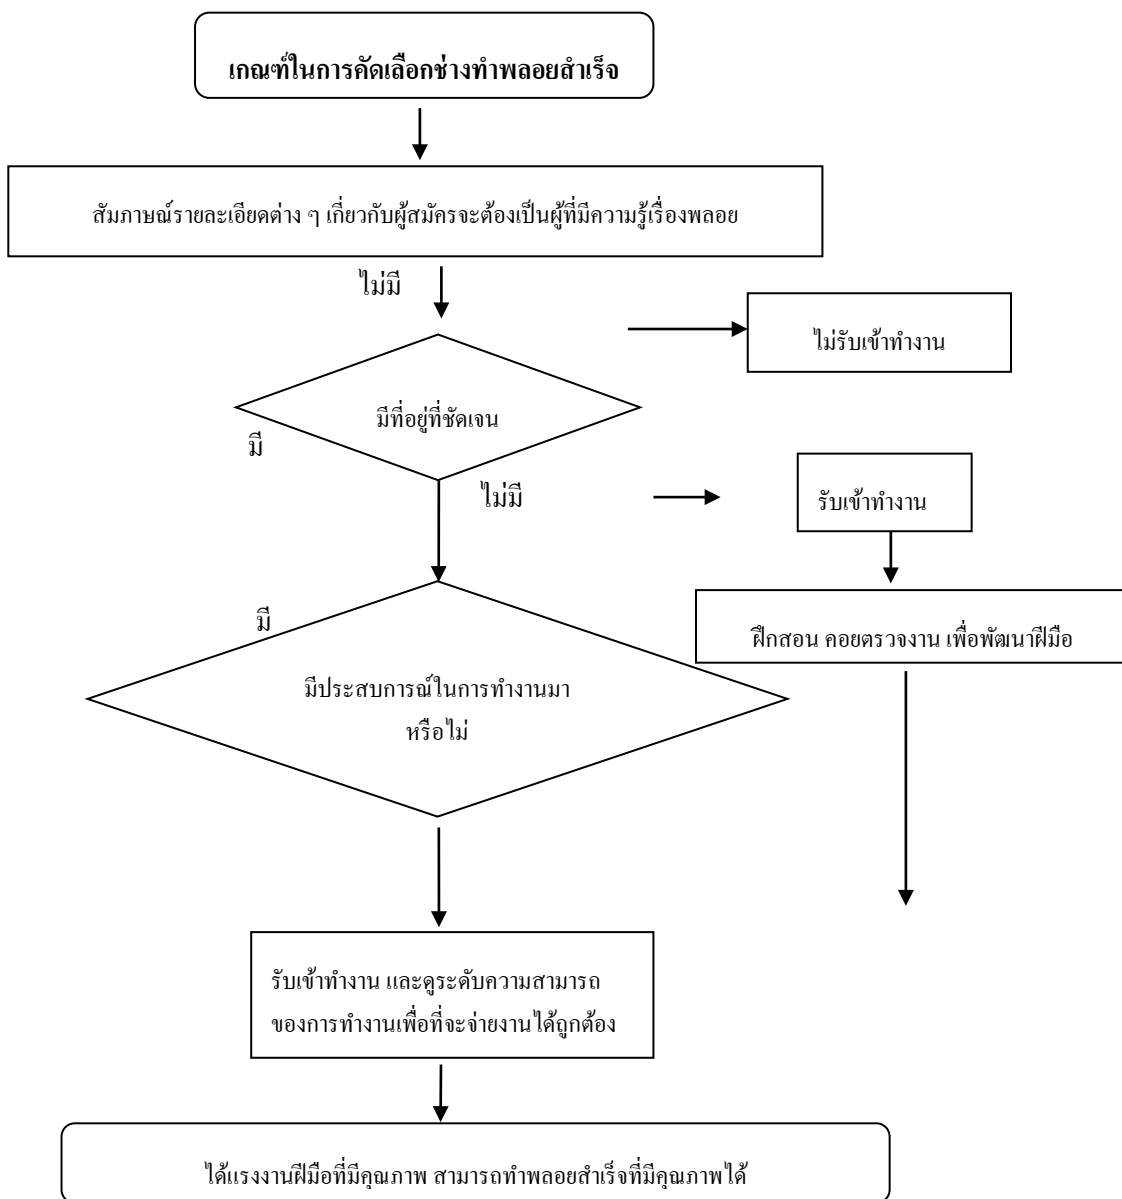 เกณฑ์ในการคัดเลือกช่างทำพลอยสำเร็จ
สัมภาษณ์รายละเอียดต่าง ๆ เกี่ยวกับผู้สมัครจะต้องเป็นผู้ที่มีความรู้เรื่องพลอย
ไม่มี
ไม่รับเข้าทำงาน
มีที่อยู่ที่ชัดเจน
มี
ไม่มี
รับเข้าทำงาน
มี
ฝึกสอน คอยตรวจงาน เพื่อพัฒนาฝีมือ
มีประสบการณ์ในการทำงานมา
หรือไม่
รับเข้าทำงาน และดูระดับความสามารถ
ของการทำงานเพื่อที่จะจ่ายงานได้ถูกต้อง
ได้แรงงานฝีมือที่มีคุณภาพ สามารถทำพลอยสำเร็จที่มีคุณภาพได้